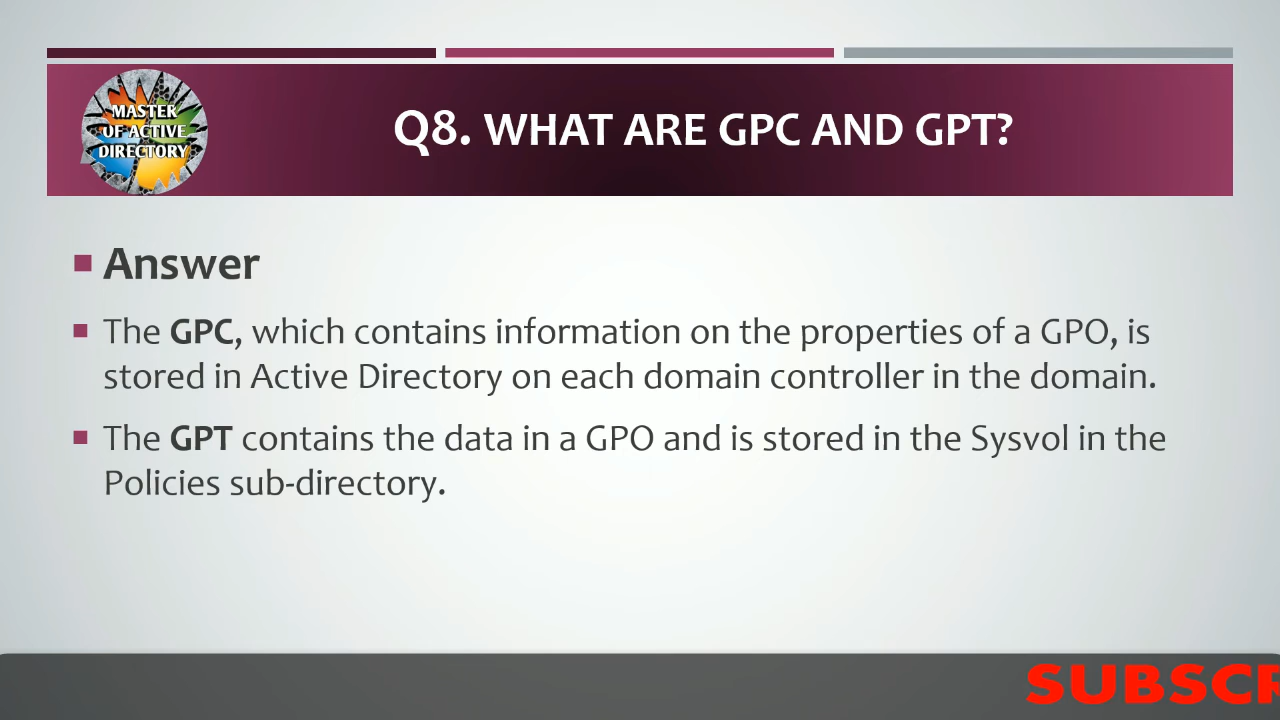 MASTER
OF ACTIVE
DIRECTORY
Q8. WHAT ARE GPC AND GPT?
Answer
The GPC, which contains information on the properties of a GPO, is
stored in Active Directory on each domain controller in the domain.
The GPT contains the data in a GPO and is stored in the Sysvol in the
Policies sub-directory.
SUBSCR